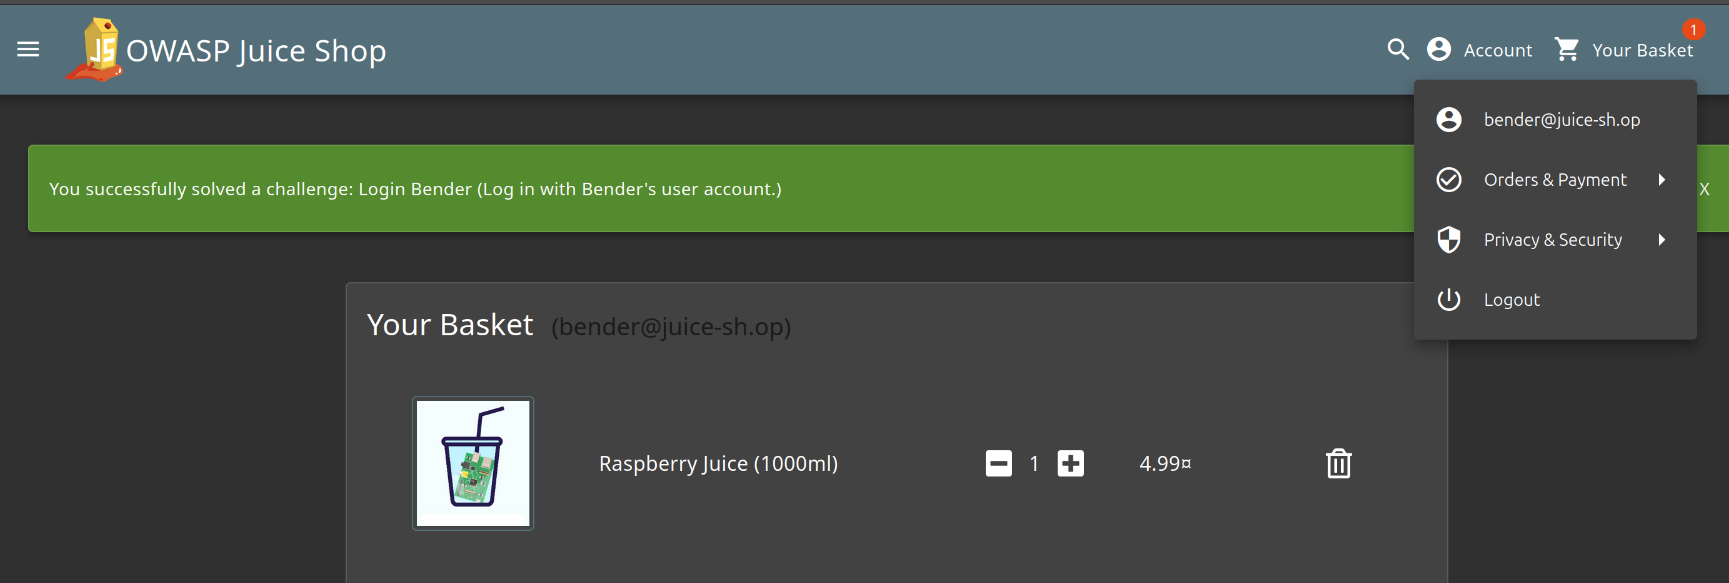 OWASP Juice Shop
Account
Your Basket
1
bender@juice-sh.op
Orders & Payment
Privacy & Security
Logout
You successfully solved a challenge: Login Bender (Log in with Bender's user account.)
X
Your Basket (bender@juice-sh.op)
JS
Raspberry Juice (1000ml)
1
4.99¤